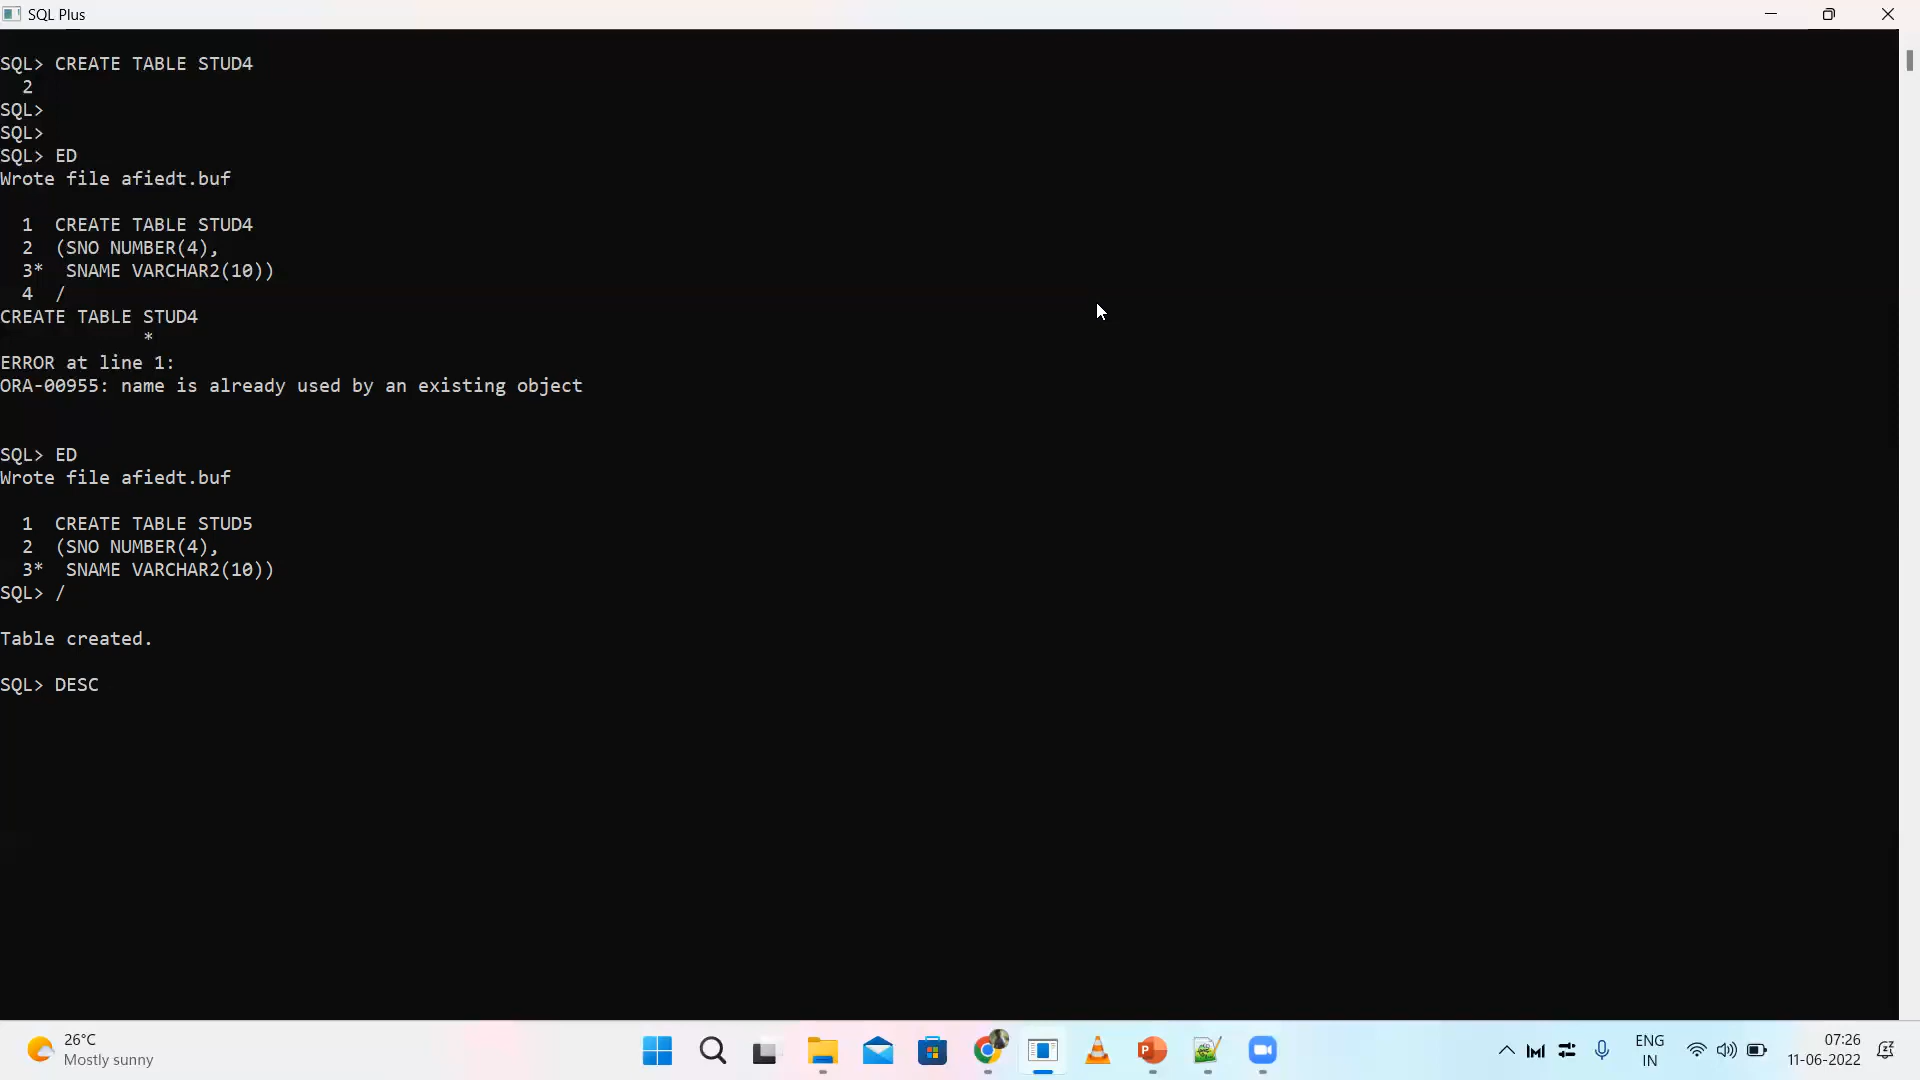 SQL Plus
SQL> CREATE TABLE STUD4
  2
SQL>
SQL>
SQL> ED
Wrote file afiedt.buf
  1  CREATE TABLE STUD4
  2  (SNO NUMBER(4),
  3*  SNAME VARCHAR2(10))
  4  /
CREATE TABLE STUD4
             *
ERROR at line 1:
ORA-00955: name is already used by an existing object
SQL> ED
Wrote file afiedt.buf
  1  CREATE TABLE STUD5
  2  (SNO NUMBER(4),
  3*  SNAME VARCHAR2(10))
SQL> /
Table created.
SQL> DESC
26°C
Mostly sunny
ENG
IN
07:26
11-06-2022